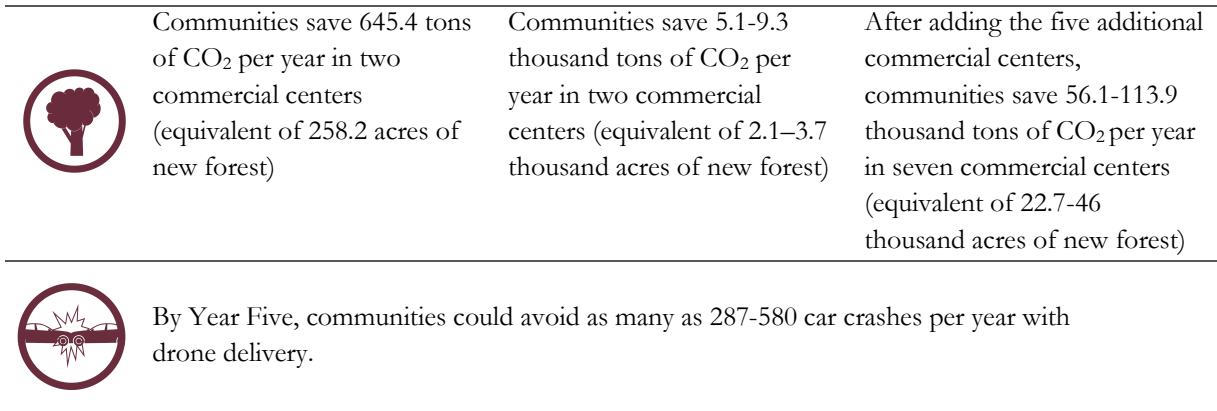 Communities save 645.4 tons
of CO₂ per year in two
commercial centers
(equivalent of 258.2 acres of
new forest)
Communities save 5.1-9.3
thousand tons of CO₂ per
year in two commercial
centers (equivalent of 2.1–3.7
thousand acres of new forest)
After adding the five additional
commercial centers,
communities save 56.1-113.9
thousand tons of CO₂ per year
in seven commercial centers
(equivalent of 22.7-46
thousand acres of new forest)
By Year Five, communities could avoid as many as 287-580 car crashes per year with
drone delivery.